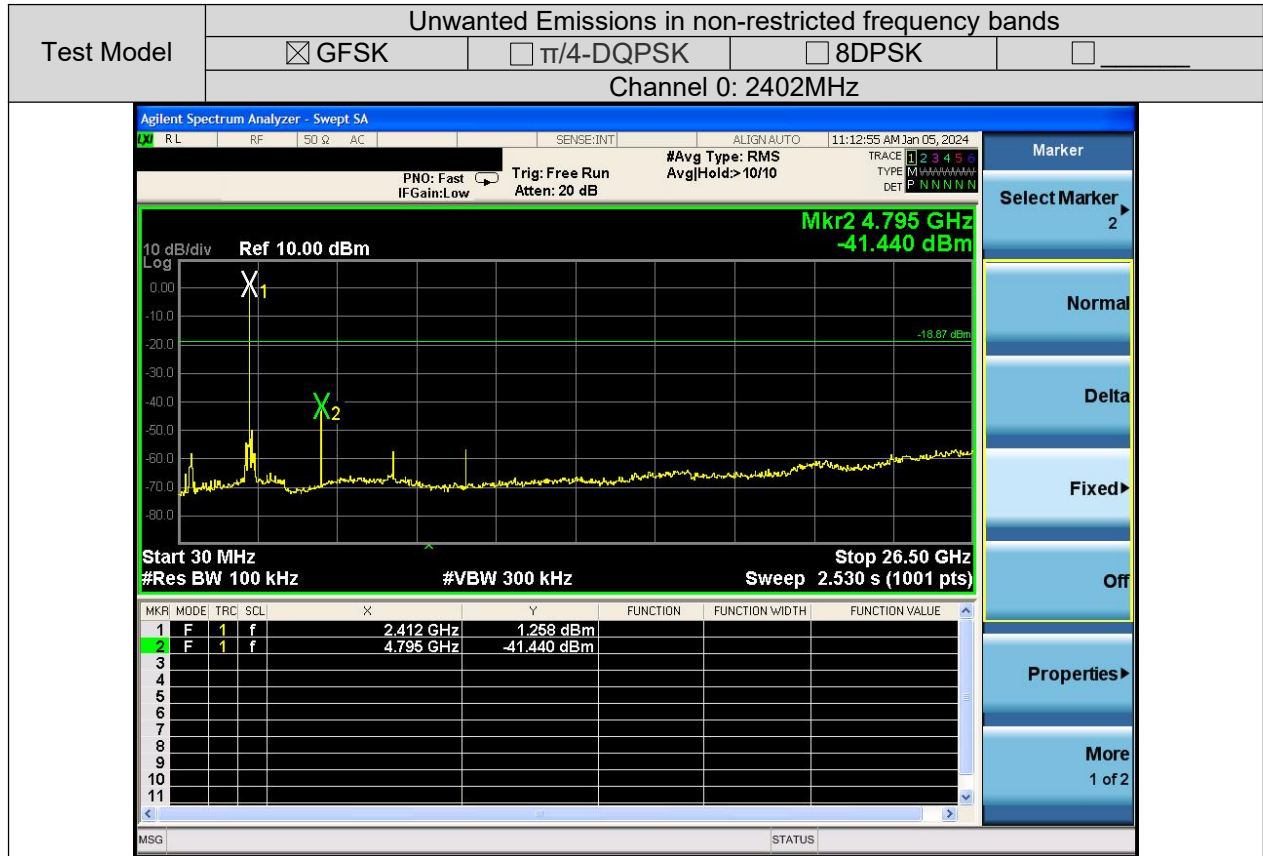 Test Model
Unwanted Emissions in non-restricted frequency bands
☒ GFSK ☐ π/4-DQPSK ☐ 8DPSK ☐ ______
Channel 0: 2402MHz
Agilent Spectrum Analyzer - Swept SA
LXI RL RF 50 Ω AC SENSE:INT ALIGN AUTO 11:12:55 AM Jan 05, 2024
PNO: Fast
IFGain:Low
Trig: Free Run
Atten: 20 dB
#Avg Type: RMS
Avg|Hold:> 10/10
TRACE 1 2 3 4 5 6
TYPE M WWWWW
DET P N N N N N
Mkr2 4.795 GHz
-41.440 dBm
10 dB/div Ref 10.00 dBm
Log
0.00
-10.0
-20.0
-30.0
-40.0
-50.0
-60.0
-70.0
-80.0
1
2
-18.87 dBm
Start 30 MHz Stop 26.50 GHz
#Res BW 100 kHz #VBW 300 kHz Sweep 2.530 s (1001 pts)
MKR MODE TRC SCL X Y FUNCTION FUNCTION WIDTH FUNCTION VALUE
1 F 1 f 2.412 GHz 1.258 dBm
2 F 1 f 4.795 GHz -41.440 dBm
3
4
5
6
7
8
9
10
11
MSG STATUS
Marker
Select Marker
2
Normal
Delta
Fixed
Off
Properties
More
1 of 2